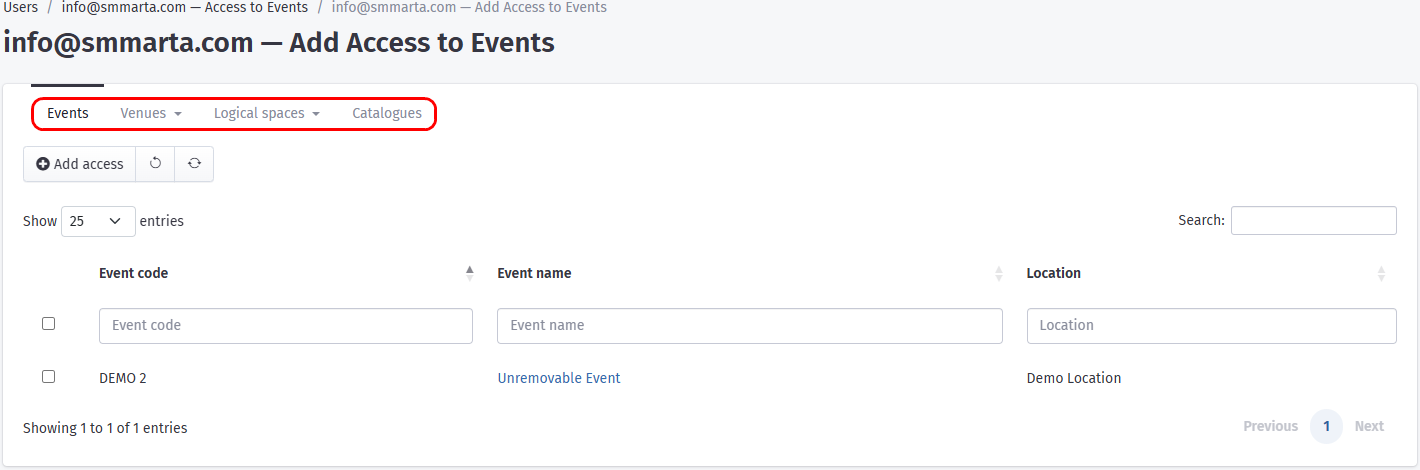 Users / info@smmarta.com — Access to Events / info@smmarta.com — Add Access to Events
info@smmarta.com — Add Access to Events
Events Venues Logical spaces Catalogues
Add access
Show 25 entries Search:
Event code Event name Location
Event code Event name Location
DEMO 2 Unremovable Event Demo Location
Showing 1 to 1 of 1 entries Previous 1 Next